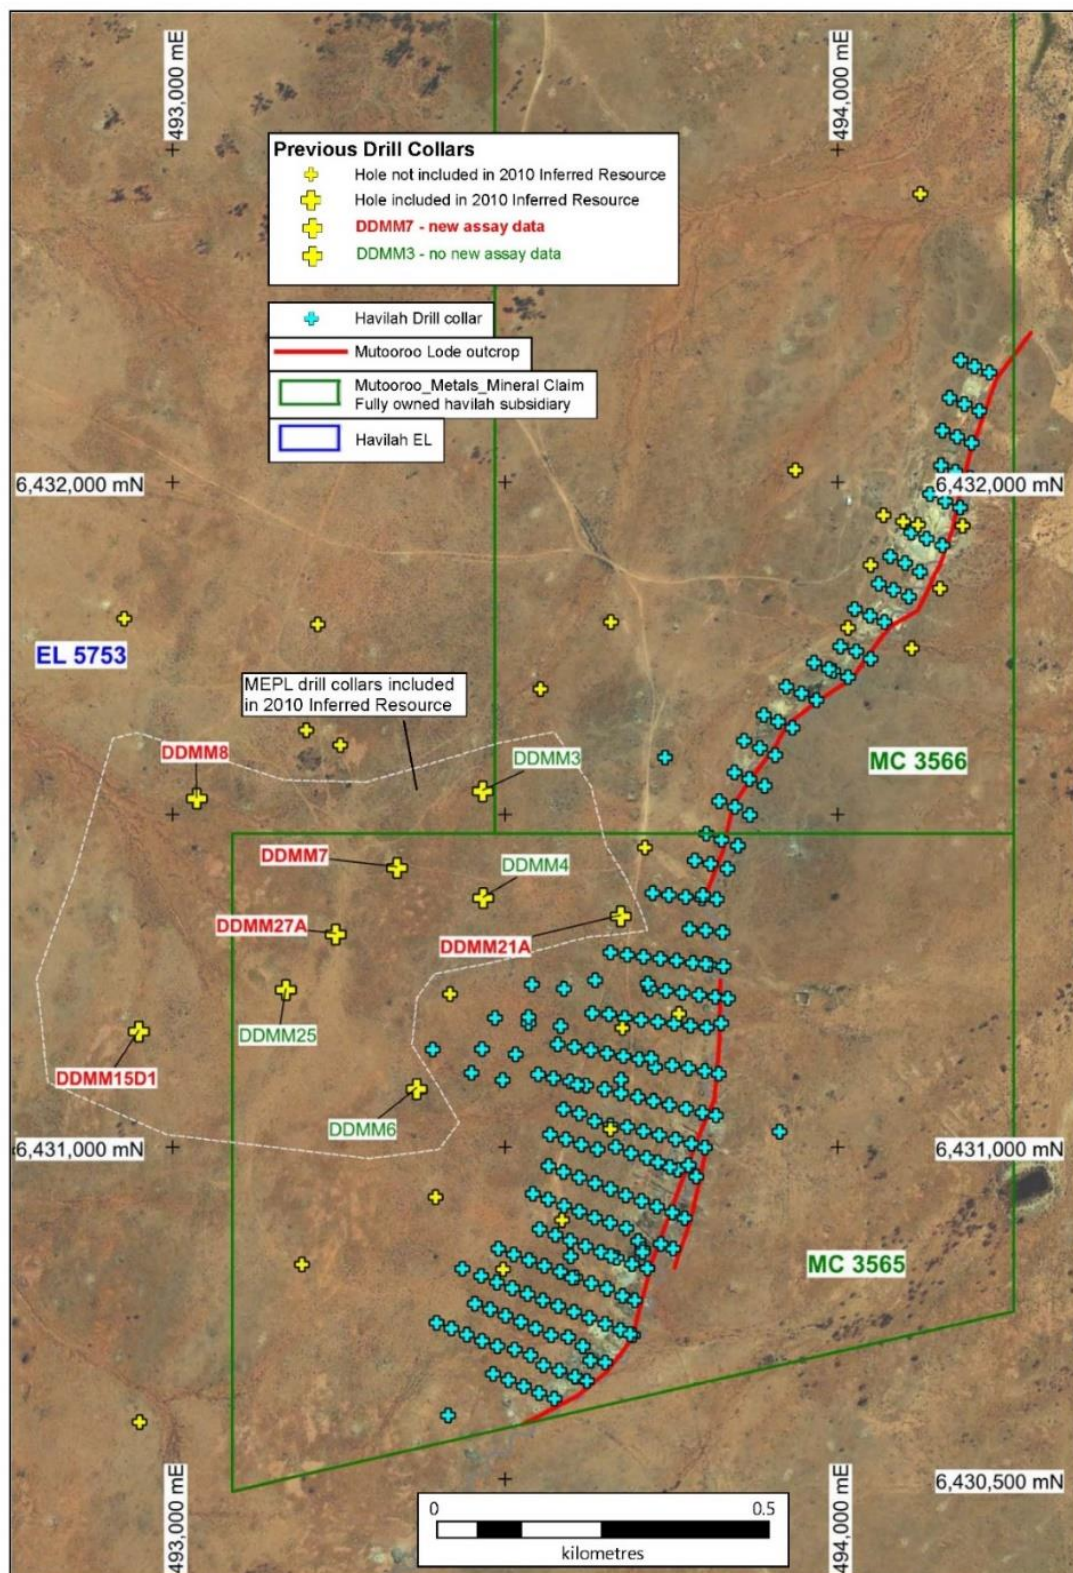 493,000 mE
494,000 mE
Previous Drill Collars
Hole not included in 2010 Inferred Resource
Hole included in 2010 Inferred Resource
DDMM7 - new assay data
DDMM3 - no new assay data
Havilah Drill collar
Mutooroo Lode outcrop
Mutooroo_Metals_Mineral Claim
Fully owned havilah subsidiary
Havilah EL
6,432,000 mN
6,432,000 mN
EL 5753
MEPL drill collars included
in 2010 Inferred Resource
DDMM8
DDMM3
MC 3566
DDMM7
DDMM4
DDMM27A
DDMM21A
DDMM25
DDMM15D1
DDMM6
6,431,000 mN
6,431,000 mN
MC 3565
493,000 mE
494,000 mE
6,430,500 mN
0
0.5
kilometres